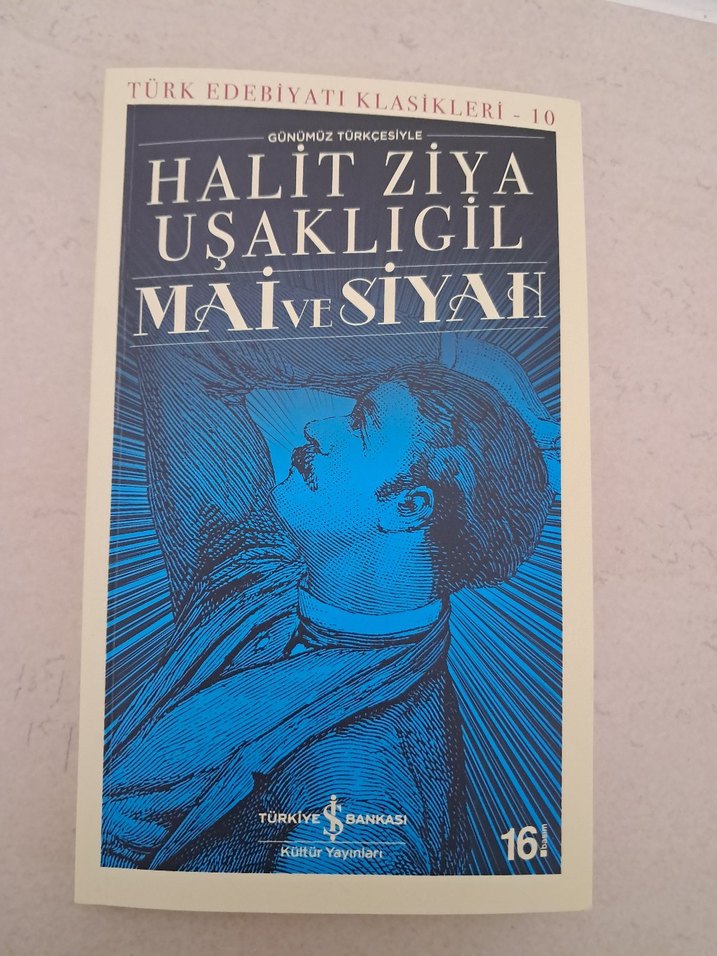 TÜRK EDEBİYATI KLASİKLERİ - 10
GÜNÜMÜZ TÜRKÇESİYLE
HALİT ZİYA
UŞAKLIGİL
MAİ VE SİYAH
TÜRKİYE İŞ BANKASI
Kültür Yayınları
16. basım